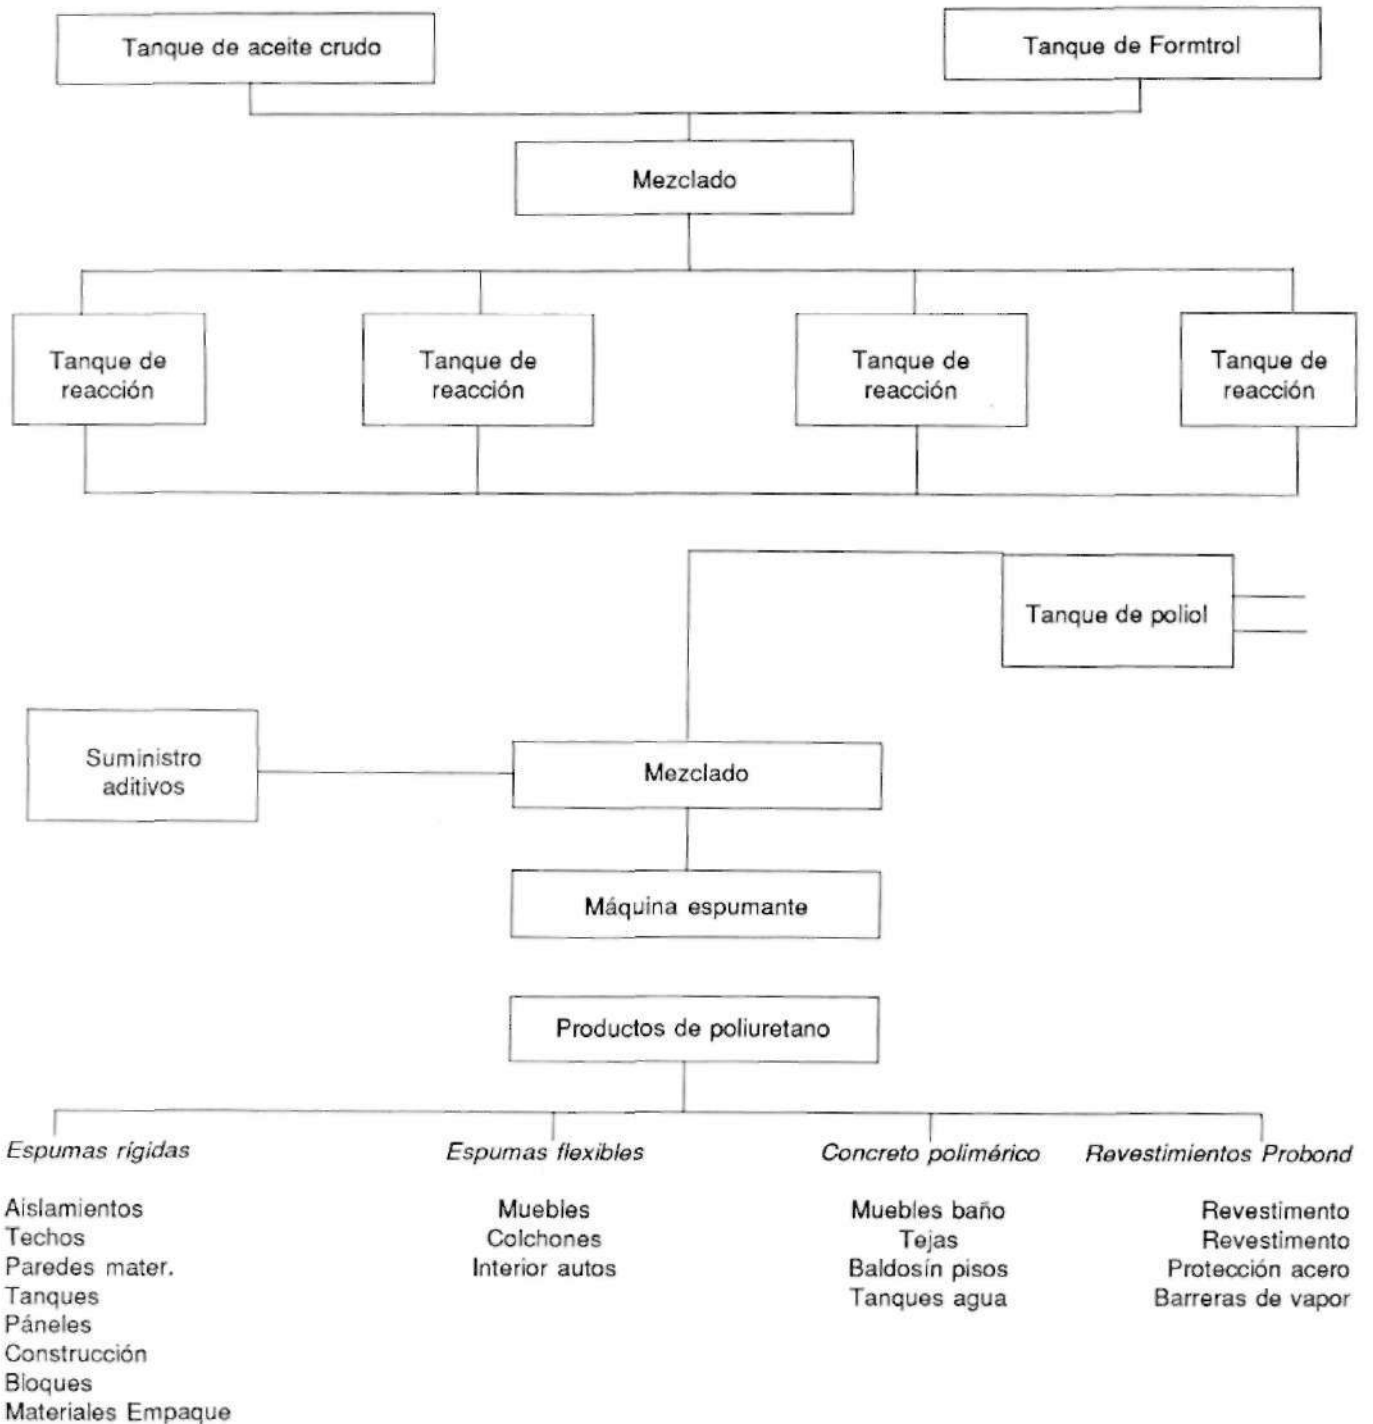 Tanque de aceite crudo
Tanque de Formtrol
Mezclado
Tanque de
reacción
Tanque de
reacción
Tanque de
reacción
Tanque de
reacción
Tanque de poliol
Suministro
aditivos
Mezclado
Máquina espumante
Productos de poliuretano
Espumas rígidas
Aislamientos
Techos
Paredes mater.
Tanques
Páneles
Construcción
Bloques
Materiales Empaque
Espumas flexibles
Muebles
Colchones
Interior autos
Concreto polimérico
Muebles baño
Tejas
Baldosín pisos
Tanques agua
Revestimientos Probond
Revestimento
Revestimento
Protección acero
Barreras de vapor